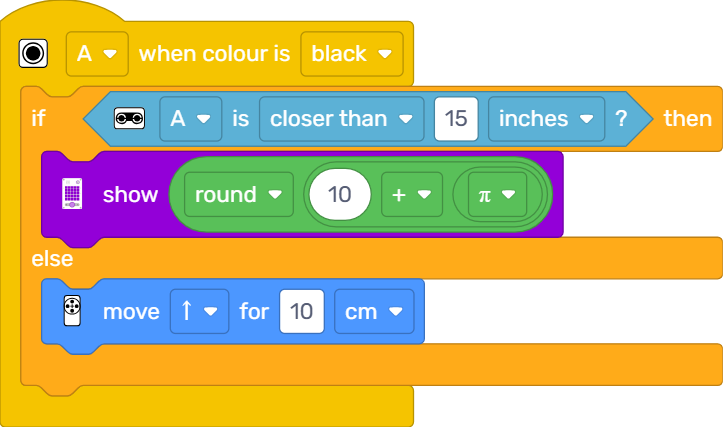 A when colour is black
if A is closer than 15 inches ? then
show round 10 + π
else
move ↑ for 10 cm